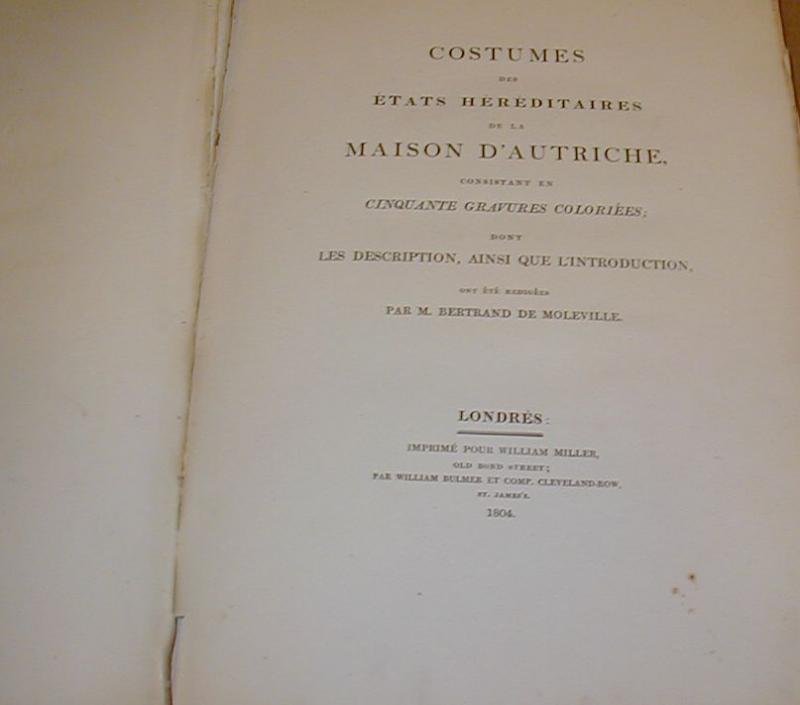 COSTUMES
DES
ÉTATS HÉRÉDITAIRES
DE LA
MAISON D'AUTRICHE,
CONSISTANT EN
CINQUANTE GRAVURES COLORIÉES;
DONT
LES DESCRIPTION, AINSI QUE L'INTRODUCTION,
ONT ÉTÉ REDIGÉES
PAR M. BERTRAND DE MOLEVILLE.
LONDRÉS:
IMPRIMÉ POUR WILLIAM MILLER,
OLD BOND STREET;
PAR WILLIAM BULMER ET COMP. CLEVELAND-ROW,
ST. JAMES'S.
1804.